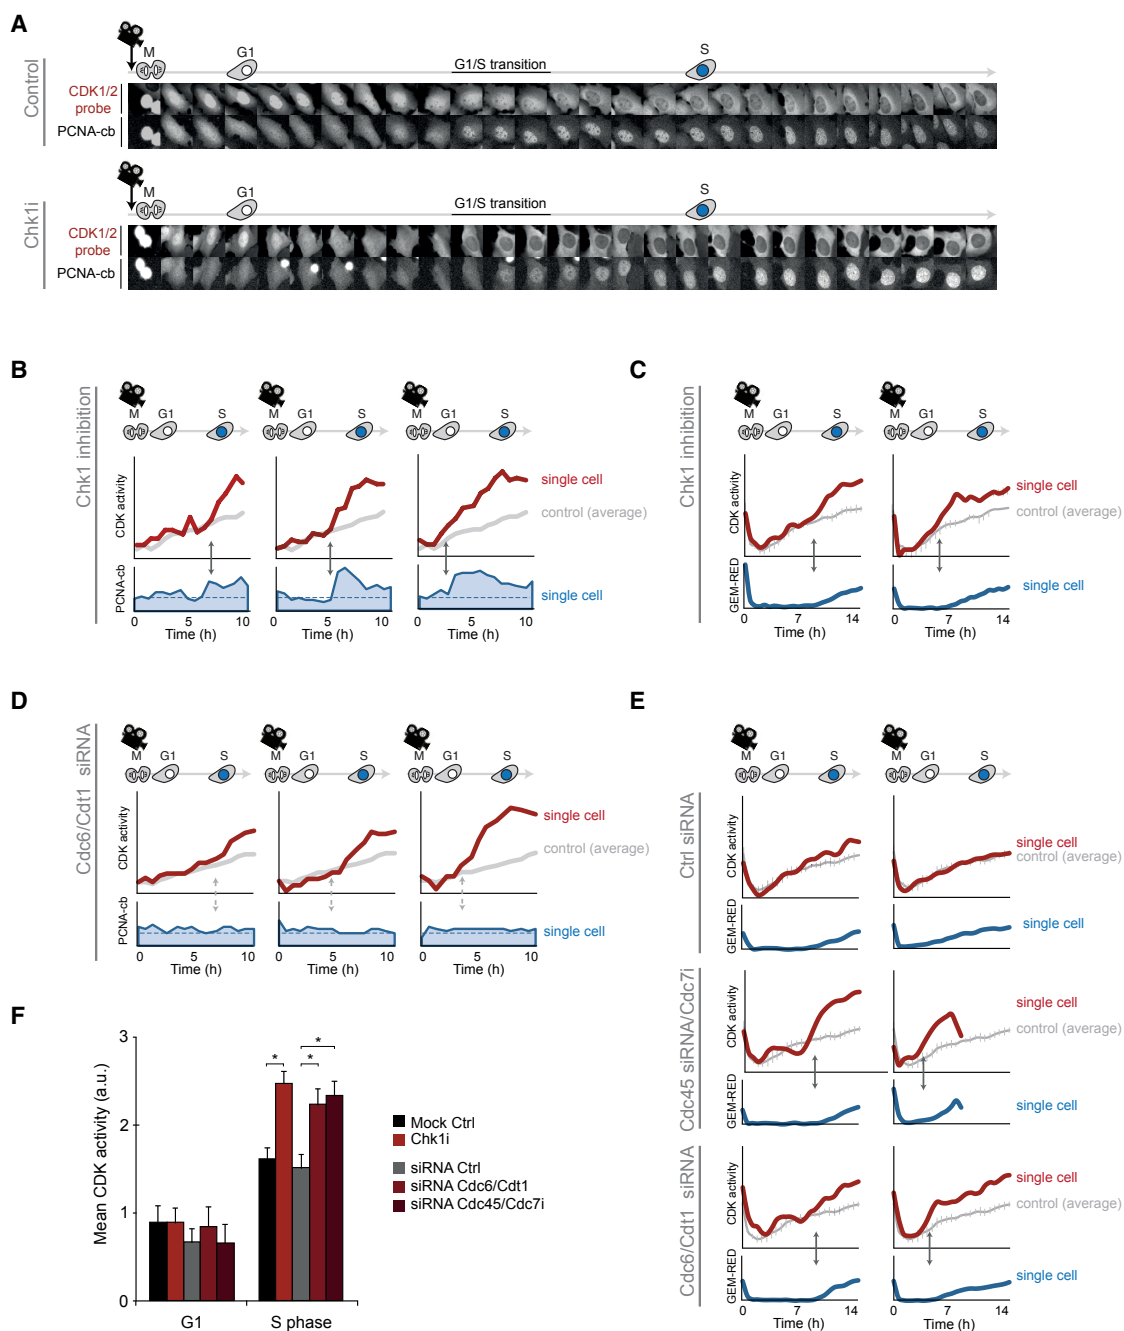 A
Control
M
G1
G1/S transition
S
CDK1/2
probe
PCNA-cb
Chk1i
M
G1
G1/S transition
S
CDK1/2
probe
PCNA-cb
B
Chk1 inhibition
M G1 S
M G1 S
M G1 S
CDK activity
single cell
control (average)
PCNA-cb
single cell
0 5 10
0 5 10
0 5 10
Time (h)
Time (h)
Time (h)
C
Chk1 inhibition
M G1 S
M G1 S
CDK activity
single cell
control (average)
GEM-RED
single cell
0 7 14
0 7 14
Time (h)
Time (h)
D
Cdc6/Cdt1 siRNA
M G1 S
M G1 S
M G1 S
CDK activity
single cell
control (average)
PCNA-cb
single cell
0 5 10
0 5 10
0 5 10
Time (h)
Time (h)
Time (h)
E
M G1 S
M G1 S
Ctrl siRNA
CDK activity
single cell
control (average)
GEM-RED
single cell
Cdc45 siRNA/Cdc7i
CDK activity
single cell
control (average)
GEM-RED
single cell
Cdc6/Cdt1 siRNA
CDK activity
single cell
control (average)
GEM-RED
single cell
0 7 14
0 7 14
Time (h)
Time (h)
F
Mean CDK activity (a.u.)
3
2
1
0
* * *
Mock Ctrl
Chk1i
siRNA Ctrl
siRNA Cdc6/Cdt1
siRNA Cdc45/Cdc7i
G1
S phase